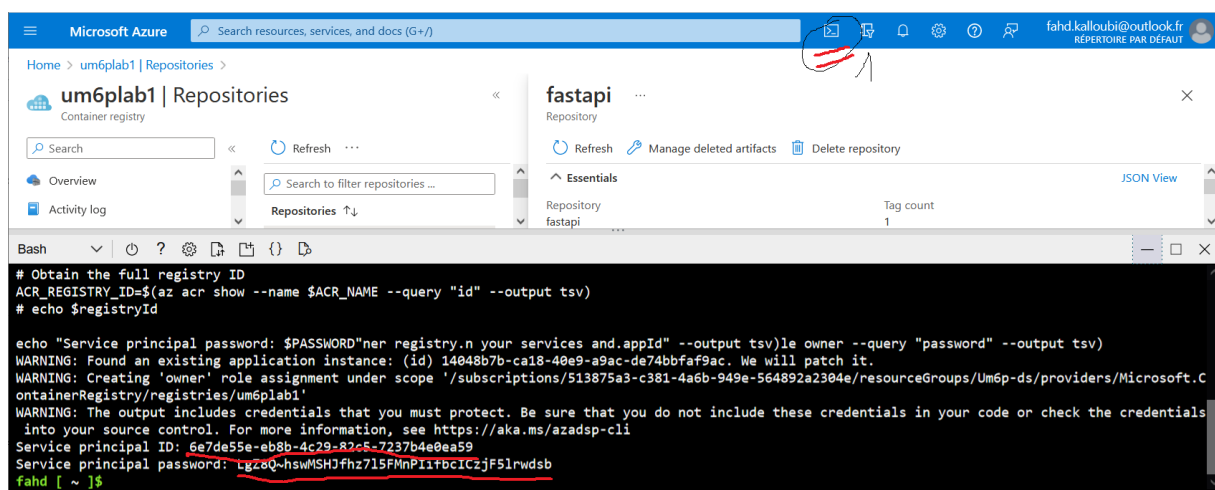 Microsoft Azure
Search resources, services, and docs (G+/)
fahd.kalloubi@outlook.fr
RÉPERTOIRE PAR DÉFAUT
1
Home > um6plab1 | Repositories >
um6plab1 | Repositories
Container registry
Search
Overview
Activity log
Refresh
Search to filter repositories ...
Repositories ↑↓
fastapi ...
Repository
Refresh Manage deleted artifacts Delete repository
Essentials
JSON View
Repository Tag count
fastapi 1
Bash ? {}
# Obtain the full registry ID
ACR_REGISTRY_ID=$(az acr show --name $ACR_NAME --query "id" --output tsv)
# echo $registryId
echo "Service principal password: $PASSWORD"ner registry.n your services and.appId" --output tsv)le owner --query "password" --output tsv)
WARNING: Found an existing application instance: (id) 14048b7b-ca18-40e9-a9ac-de74bbfaf9ac. We will patch it.
WARNING: Creating 'owner' role assignment under scope '/subscriptions/513875a3-c381-4a6b-949e-564892a2304e/resourceGroups/Um6p-ds/providers/Microsoft.C
ontainerRegistry/registries/um6plab1'
WARNING: The output includes credentials that you must protect. Be sure that you do not include these credentials in your code or check the credentials
into your source control. For more information, see https://aka.ms/azadsp-cli
Service principal ID: 6e7de55e-eb8b-4c29-82c5-7237b4e0ea59
Service principal password: LgZ8Q~hswMSHJfhz7l5FMnPIifbcICzjF5lrwdsb
fahd [ ~ ]$